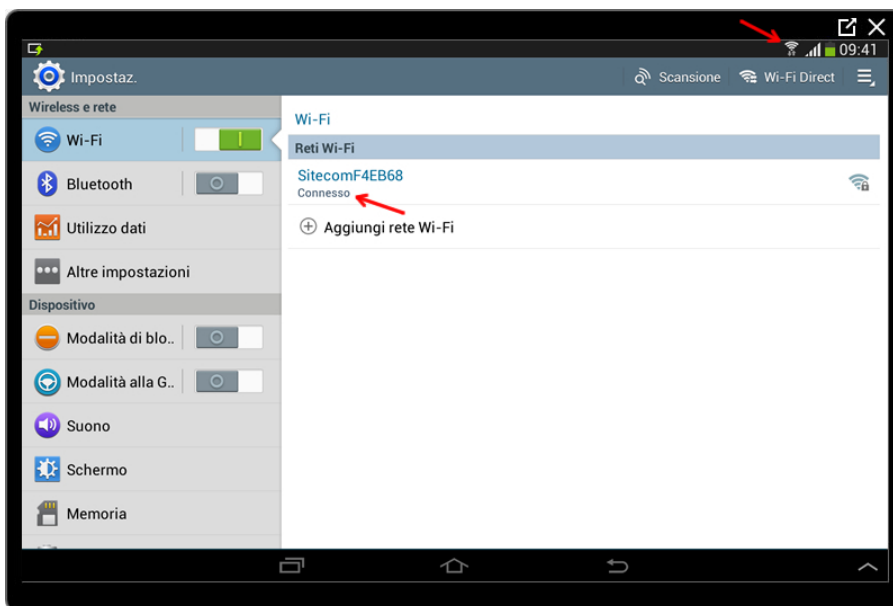 09:41
Impostaz.
Scansione
Wi-Fi Direct
Wireless e rete
Wi-Fi
Bluetooth
Utilizzo dati
Altre impostazioni
Dispositivo
Modalità di blo..
Modalità alla G..
Suono
Schermo
Memoria
Wi-Fi
Reti Wi-Fi
SitecomF4EB68
Connesso
Aggiungi rete Wi-Fi